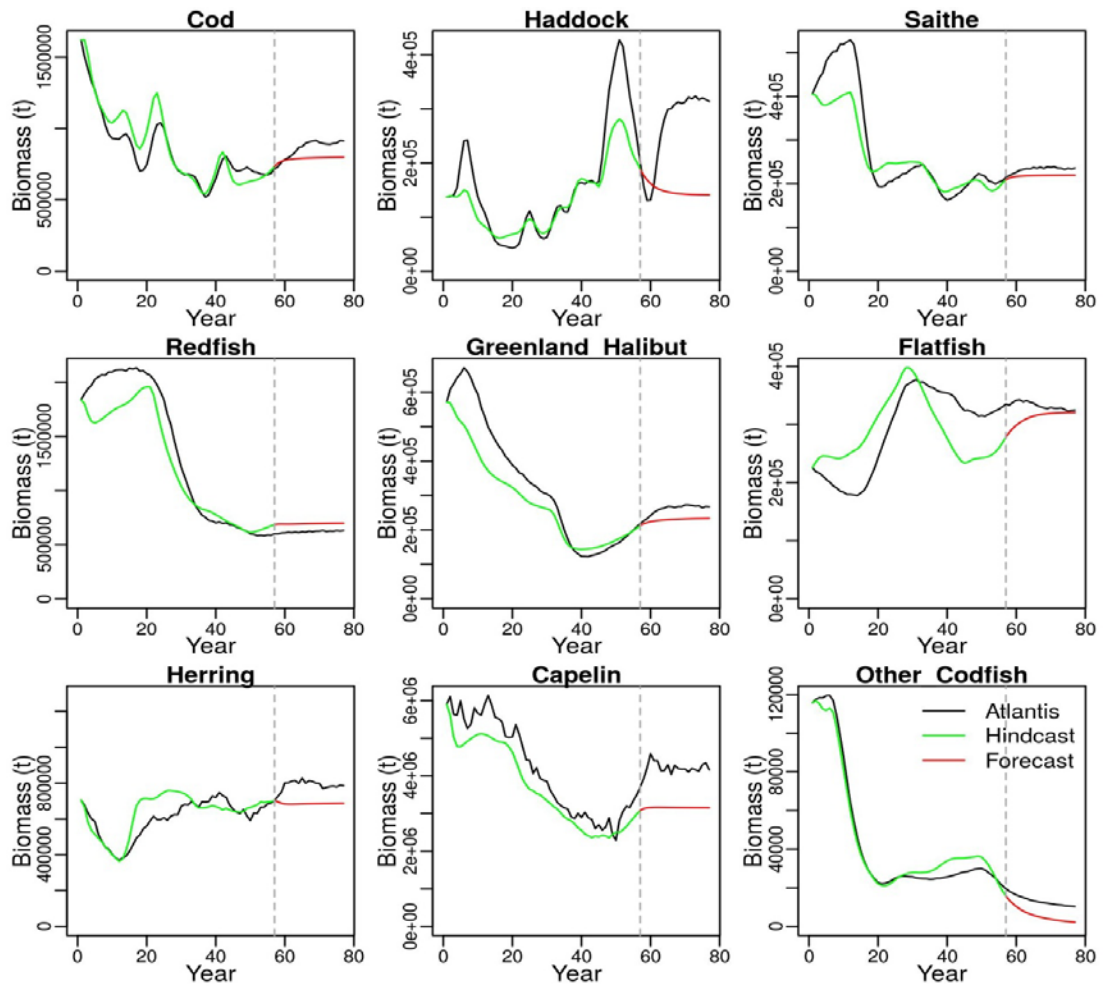 Cod
Biomass (t)
0
500000
1500000
0
20
40
60
80
Year
Haddock
Biomass (t)
0e+00
2e+05
4e+05
0
20
40
60
80
Year
Saithe
Biomass (t)
0e+00
2e+05
4e+05
0
20
40
60
80
Year
Redfish
Biomass (t)
0
500000
1500000
0
20
40
60
80
Year
Greenland Halibut
Biomass (t)
0e+00
2e+05
4e+05
6e+05
0
20
40
60
80
Year
Flatfish
Biomass (t)
0e+00
2e+05
4e+05
0
20
40
60
80
Year
Herring
Biomass (t)
0
400000
800000
0
20
40
60
80
Year
Capelin
Biomass (t)
0e+00
2e+06
4e+06
6e+06
0
20
40
60
80
Year
Other Codfish
Atlantis
Hindcast
Forecast
Biomass (t)
0
40000
80000
120000
0
20
40
60
80
Year